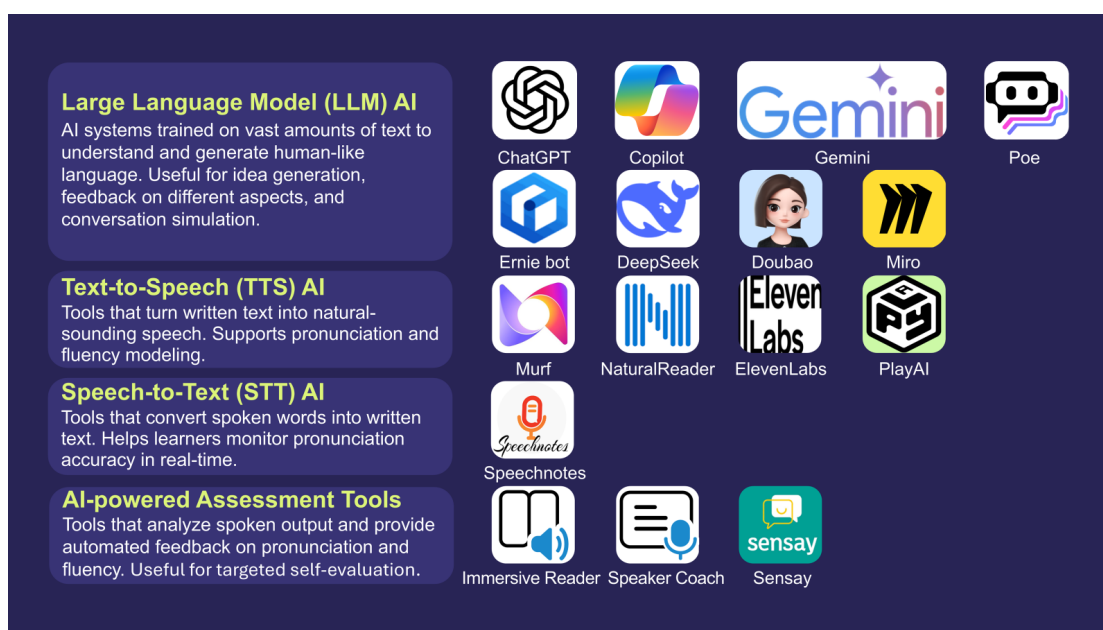 Large Language Model (LLM) AI
AI systems trained on vast amounts of text to
understand and generate human-like
language. Useful for idea generation,
feedback on different aspects, and
conversation simulation.
Gemini
ChatGPT
Copilot
Gemini
Poe
Ernie bot
DeepSeek
Doubao
Miro
Text-to-Speech (TTS) AI
Tools that turn written text into natural-
sounding speech. Supports pronunciation and
fluency modeling.
Eleven
Labs
Murf
NaturalReader
ElevenLabs
PlayAI
Speech-to-Text (STT) AI
Tools that convert spoken words into written
text. Helps learners monitor pronunciation
accuracy in real-time.
Speechnotes
Speechnotes
AI-powered Assessment Tools
Tools that analyze spoken output and provide
automated feedback on pronunciation and
fluency. Useful for targeted self-evaluation.
sensay
Immersive Reader
Speaker Coach
Sensay